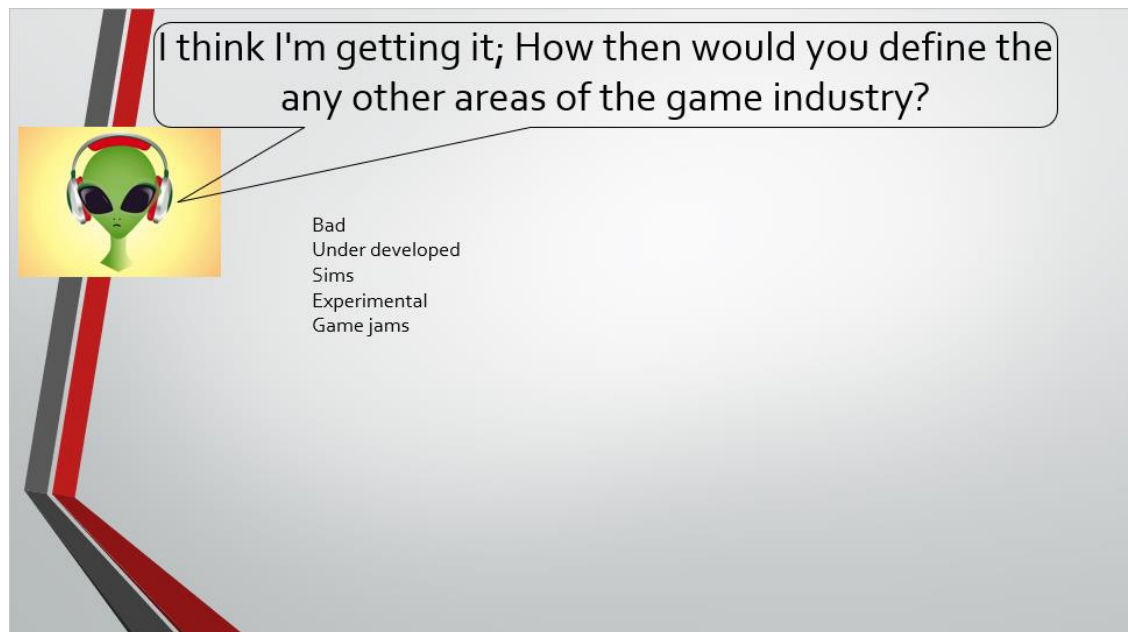 I think I'm getting it; How then would you define the
any other areas of the game industry?
Bad
Under developed
Sims
Experimental
Game jams